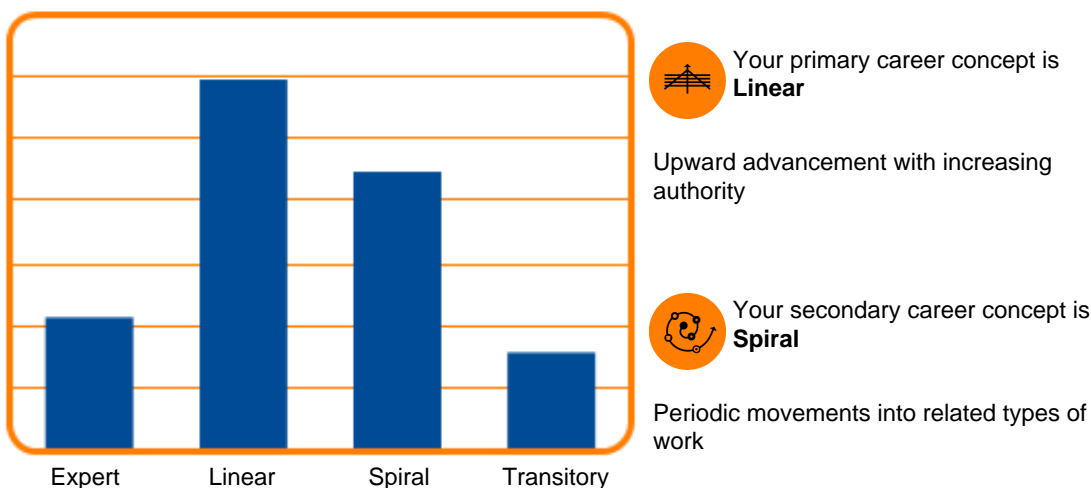 Your primary career concept is
Linear
Upward advancement with increasing
authority
Your secondary career concept is
Spiral
Periodic movements into related types of
work
Expert Linear Spiral Transitory